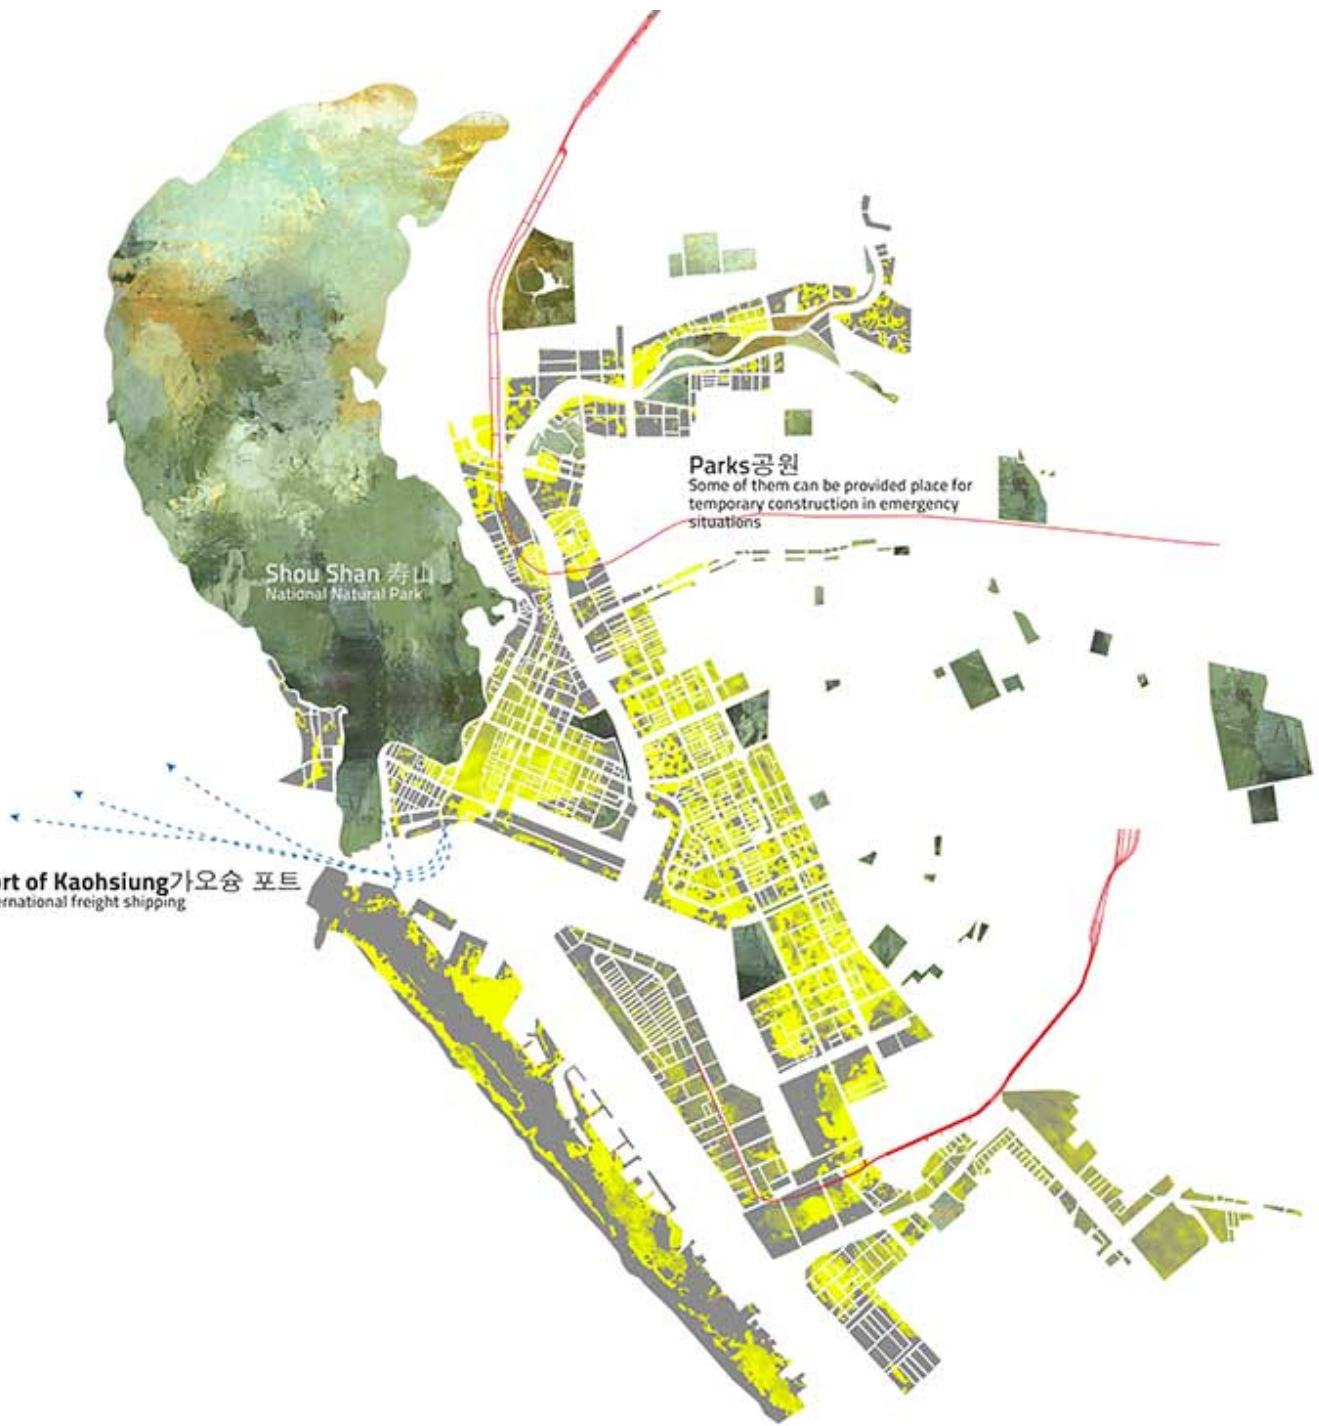 Parks공원
Some of them can be provided place for
temporary construction in emergency
situations
Shou Shan 寿山
National Natural Park
rt of Kaohsiung가오슝 포트
ernational freight shipping